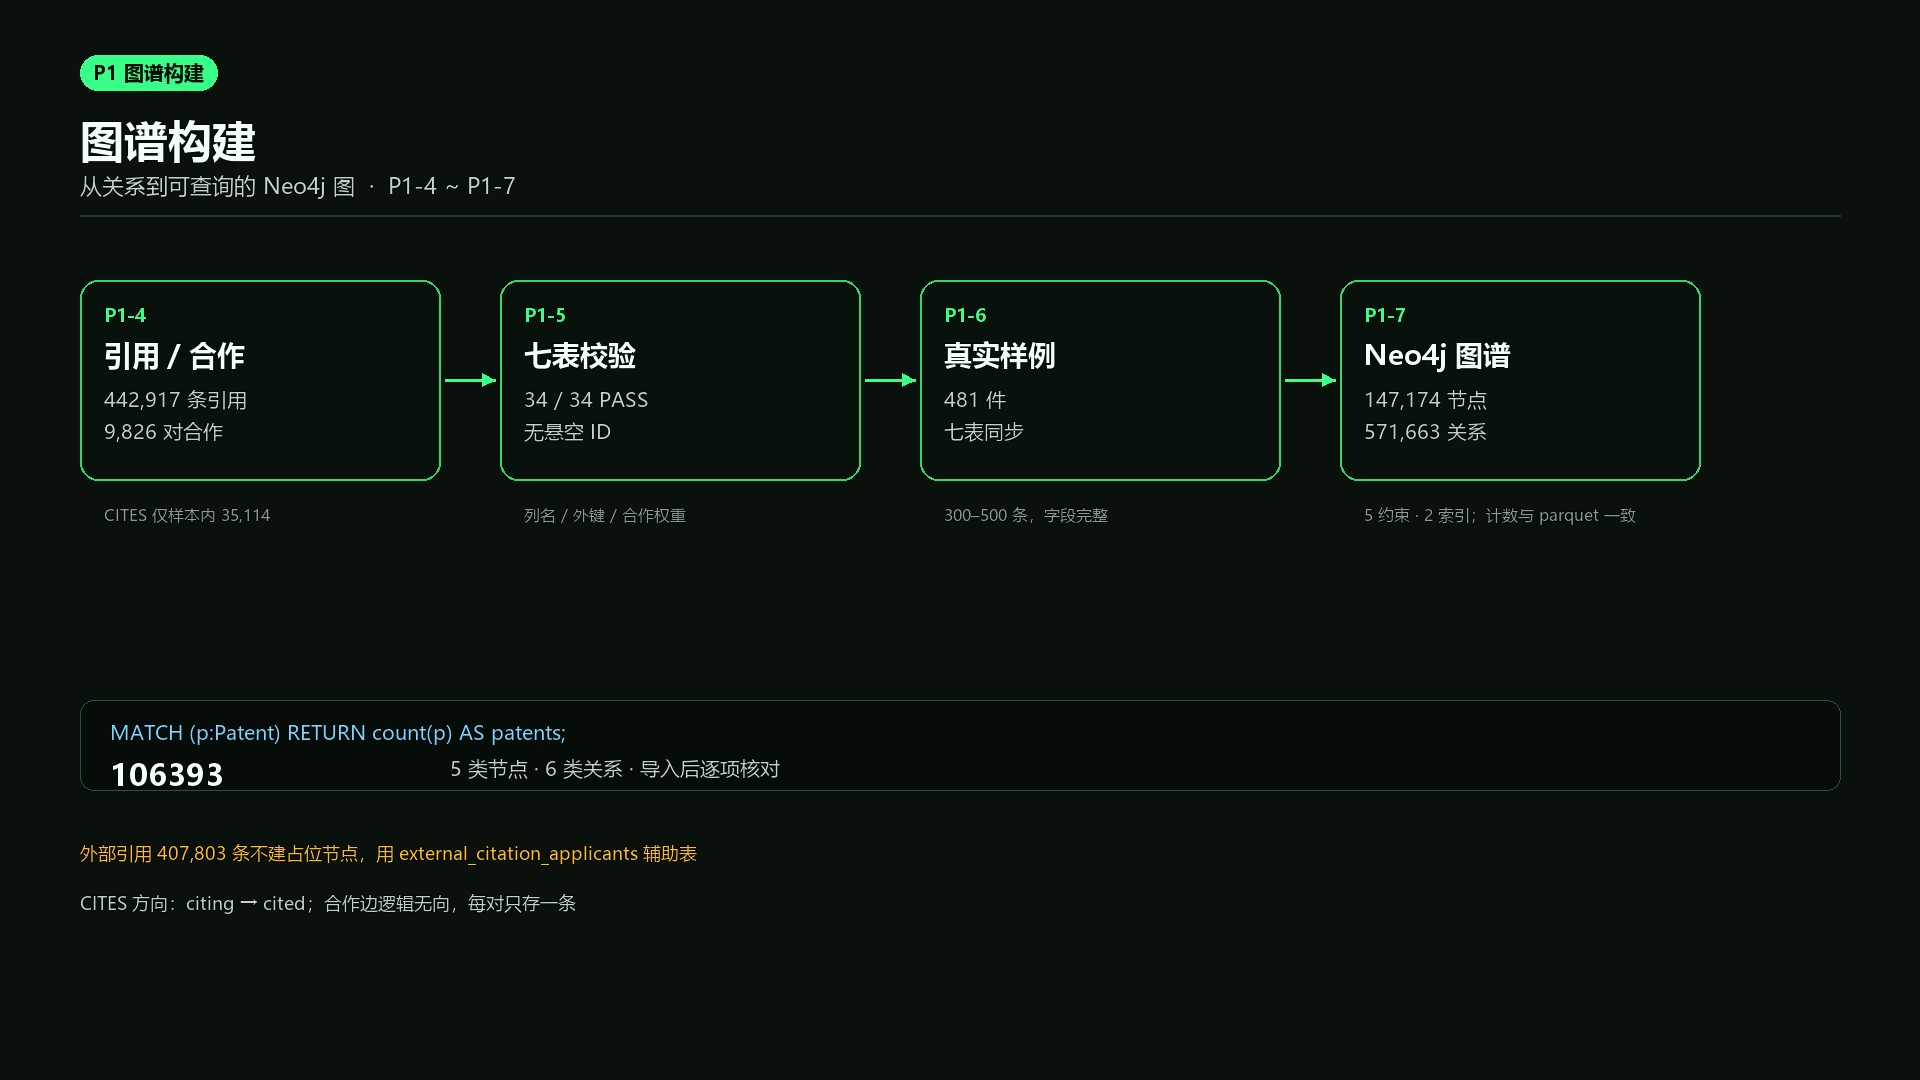 P1 图谱构建
图谱构建
从关系到可查询的 Neo4j 图 · P1-4 ~ P1-7
P1-4
引用 / 合作
442,917 条引用
9,826 对合作
CITES 仅样本内 35,114
P1-5
七表校验
34 / 34 PASS
无悬空 ID
列名 / 外键 / 合作权重
P1-6
真实样例
481 件
七表同步
300–500 条，字段完整
P1-7
Neo4j 图谱
147,174 节点
571,663 关系
5 约束 · 2 索引；计数与 parquet 一致
MATCH (p:Patent) RETURN count(p) AS patents;
106393
5 类节点 · 6 类关系 · 导入后逐项核对
外部引用 407,803 条不建占位节点，用 external_citation_applicants 辅助表
CITES 方向：citing → cited；合作边逻辑无向，每对只存一条